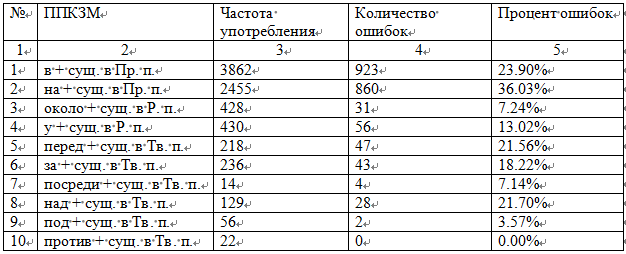 № ППКЗМ Частота употребления Количество ошибок Процент ошибок
1 2 3 4 5
1 в + сущ. в Пр. п. 3862 923 23.90%
2 на + сущ. в Пр. п. 2455 860 36.03%
3 около + сущ. в Р. п. 428 31 7.24%
4 у + сущ. в Р. п. 430 56 13.02%
5 перед + сущ. в Тв. п. 218 47 21.56%
6 за + сущ. в Тв. п. 236 43 18.22%
7 посреди + сущ. в Тв. п. 14 4 7.14%
8 над + сущ. в Тв. п. 129 28 21.70%
9 под + сущ. в Тв. п. 56 2 3.57%
10 против + сущ. в Тв. п. 22 0 0.00%